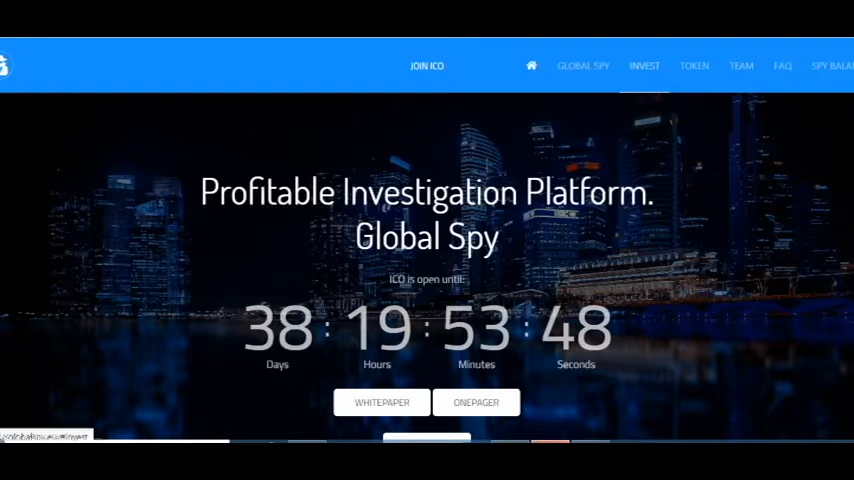 JOIN ICO
GLOBAL SPY
INVEST
TOKEN
TEAM
FAQ
SPY
Profitable Investigation Platform.
Global Spy
ICO is open until:
38 : 19 : 53 : 48
Days Hours Minutes Seconds
WHITEPAPER ONEPAGER